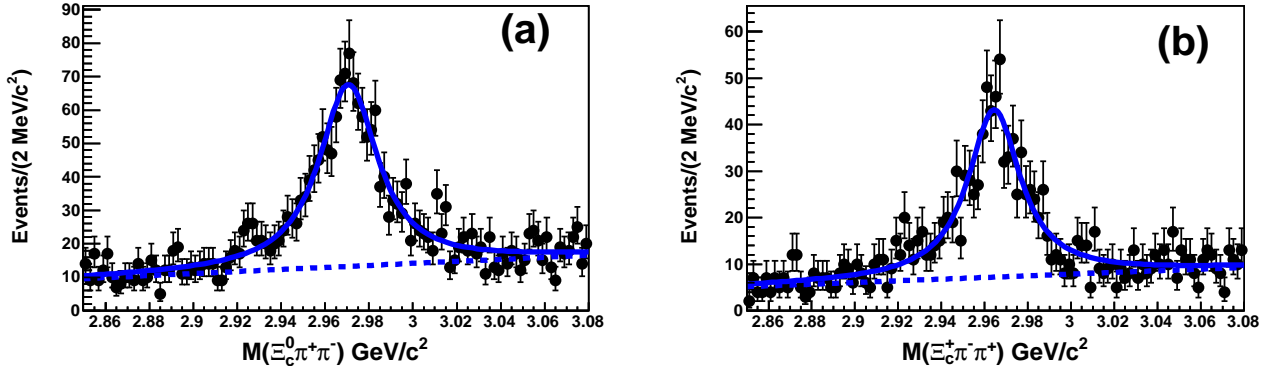 (a)
Events/(2 MeV/c²)
90
80
70
60
50
40
30
20
10
0
2.86 2.88 2.9 2.92 2.94 2.96 2.98 3 3.02 3.04 3.06 3.08
M(Ξc⁰π⁺π⁻) GeV/c²
(b)
Events/(2 MeV/c²)
60
50
40
30
20
10
0
2.86 2.88 2.9 2.92 2.94 2.96 2.98 3 3.02 3.04 3.06 3.08
M(Ξc⁺π⁻π⁺) GeV/c²